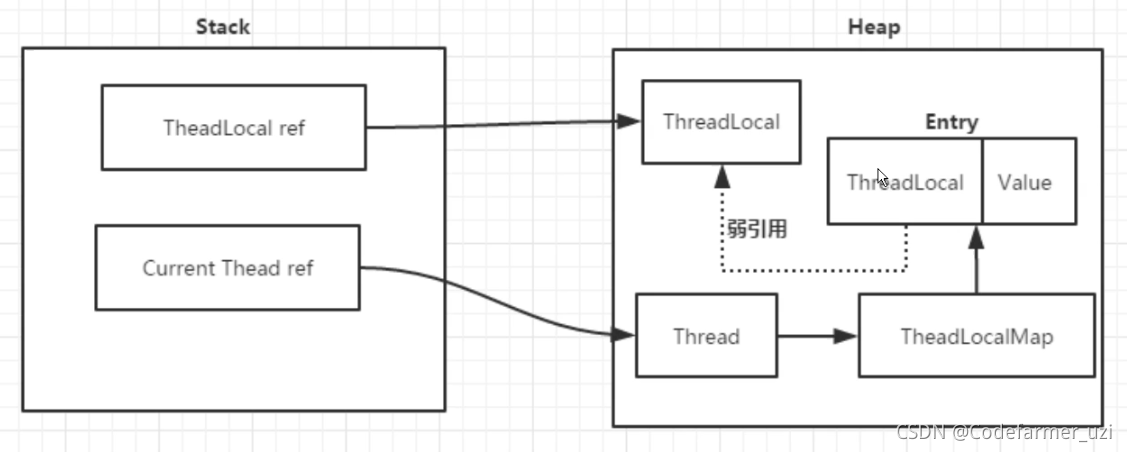 Stack
Heap
TheadLocal ref
ThreadLocal
Entry
ThreadLocal
Value
弱引用
Current Thead ref
Thread
TheadLocalMap
CSDN @Codefarmer_uzi